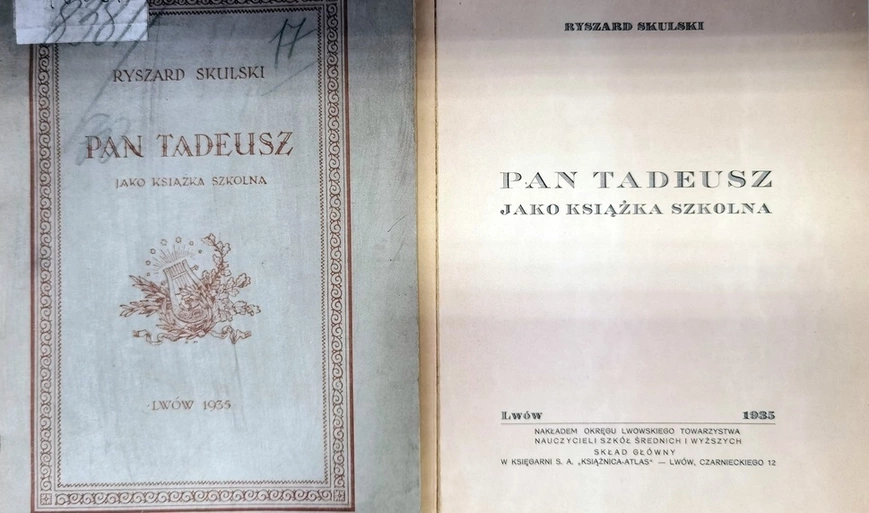 17
RYSZARD SKULSKI
PAN TADEUSZ
JAKO KSIĄŻKA SZKOLNA
LWÓW 1935
RYSZARD SKULSKI
PAN TADEUSZ
JAKO KSIĄŻKA SZKOLNA
Lwów 1935
NAKŁADEM OKRĘGU LWOWSKIEGO TOWARZYSTWA
NAUCZYCIELI SZKÓŁ ŚREDNICH I WYŻSZYCH
SKŁAD GŁÓWNY
W KSIĘGARNI S. A. „KSIĄŻNICA-ATLAS" — LWÓW, CZARNIECKIEGO 12